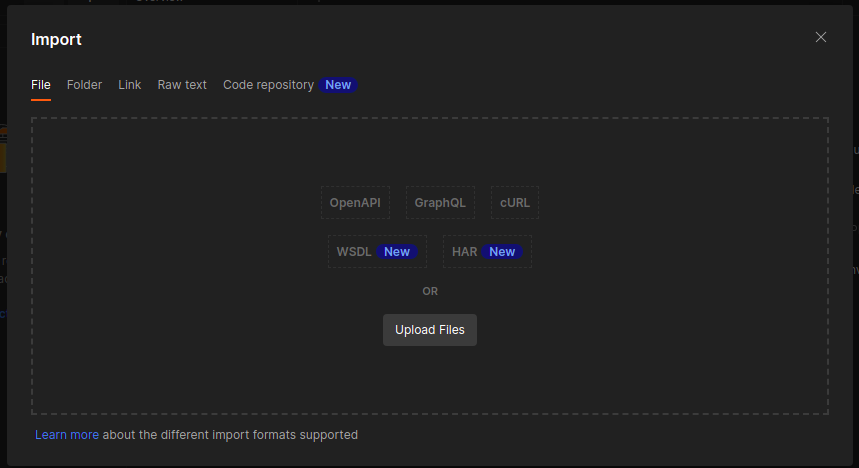 Import
File Folder Link Raw text Code repository New
OpenAPI GraphQL cURL
WSDL New HAR New
OR
Upload Files
Learn more about the different import formats supported